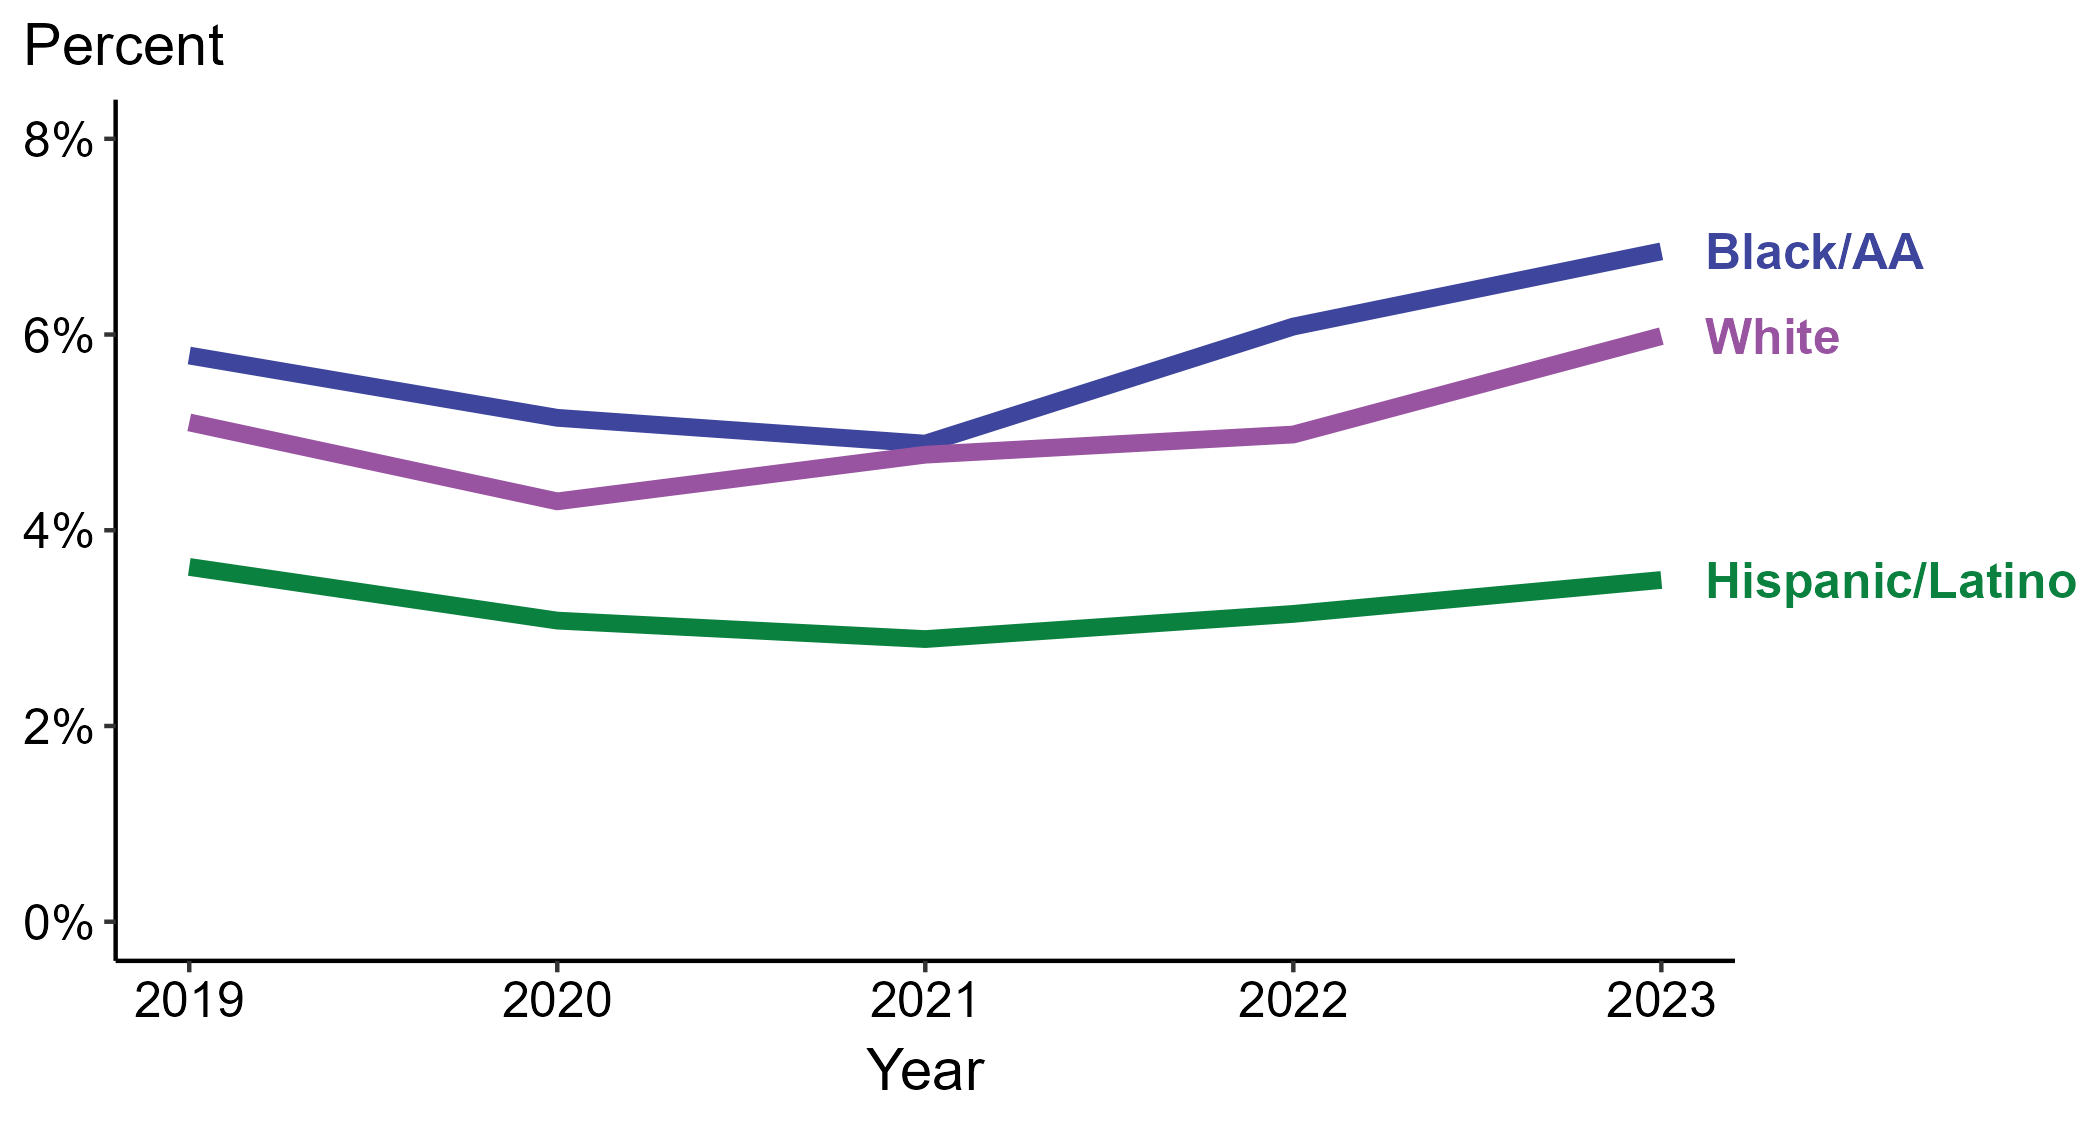 Percent
8%
6%
4%
2%
0%
Black/AA
White
Hispanic/Latino
2019 2020 2021 2022 2023
Year